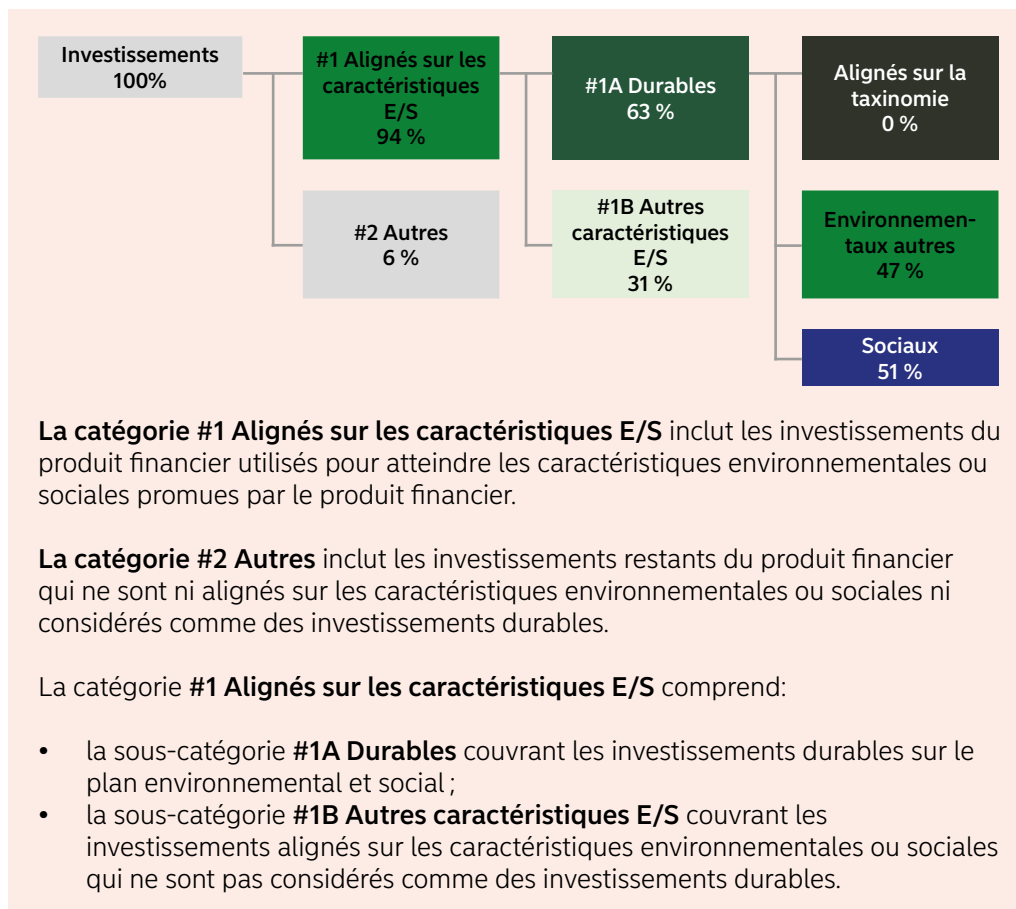 Investissements
100%
#1 Alignés sur les
caractéristiques
E/S
94 %
#1A Durables
63 %
Alignés sur la
taxinomie
0 %
#2 Autres
6 %
#1B Autres
caractéristiques
E/S
31 %
Environnemen-
taux autres
47 %
Sociaux
51 %
La catégorie #1 Alignés sur les caractéristiques E/S inclut les investissements du
produit financier utilisés pour atteindre les caractéristiques environnementales ou
sociales promues par le produit financier.
La catégorie #2 Autres inclut les investissements restants du produit financier
qui ne sont ni alignés sur les caractéristiques environnementales ou sociales ni
considérés comme des investissements durables.
La catégorie #1 Alignés sur les caractéristiques E/S comprend:
• la sous-catégorie #1A Durables couvrant les investissements durables sur le
plan environnemental et social ;
• la sous-catégorie #1B Autres caractéristiques E/S couvrant les
investissements alignés sur les caractéristiques environnementales ou sociales
qui ne sont pas considérés comme des investissements durables.